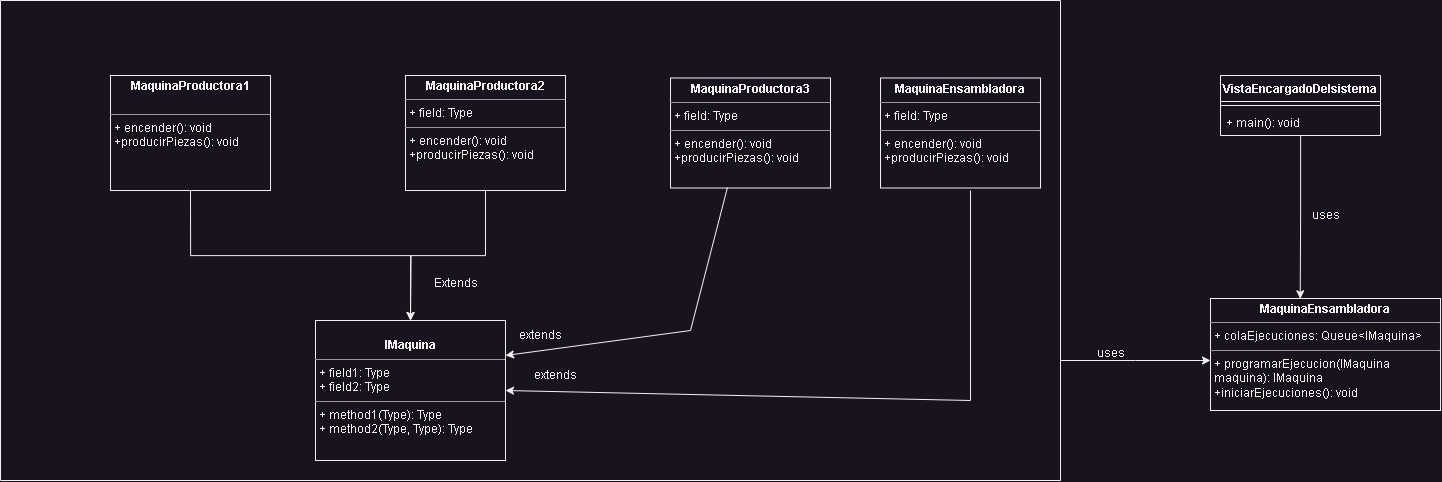 MaquinaProductora1
+ encender(): void
+producirPiezas(): void
MaquinaProductora2
+ field: Type
+ encender(): void
+producirPiezas(): void
MaquinaProductora3
+ field: Type
+ encender(): void
+producirPiezas(): void
MaquinaEnsambladora
+ field: Type
+ encender(): void
+producirPiezas(): void
VistaEncargadoDelsistema
+ main(): void
uses
Extends
extends
extends
IMaquina
+ field1: Type
+ field2: Type
+ method1(Type): Type
+ method2(Type, Type): Type
uses
MaquinaEnsambladora
+ colaEjecuciones: Queue<IMaquina>
+ programarEjecucion(IMaquina
maquina): IMaquina
+iniciarEjecuciones(): void